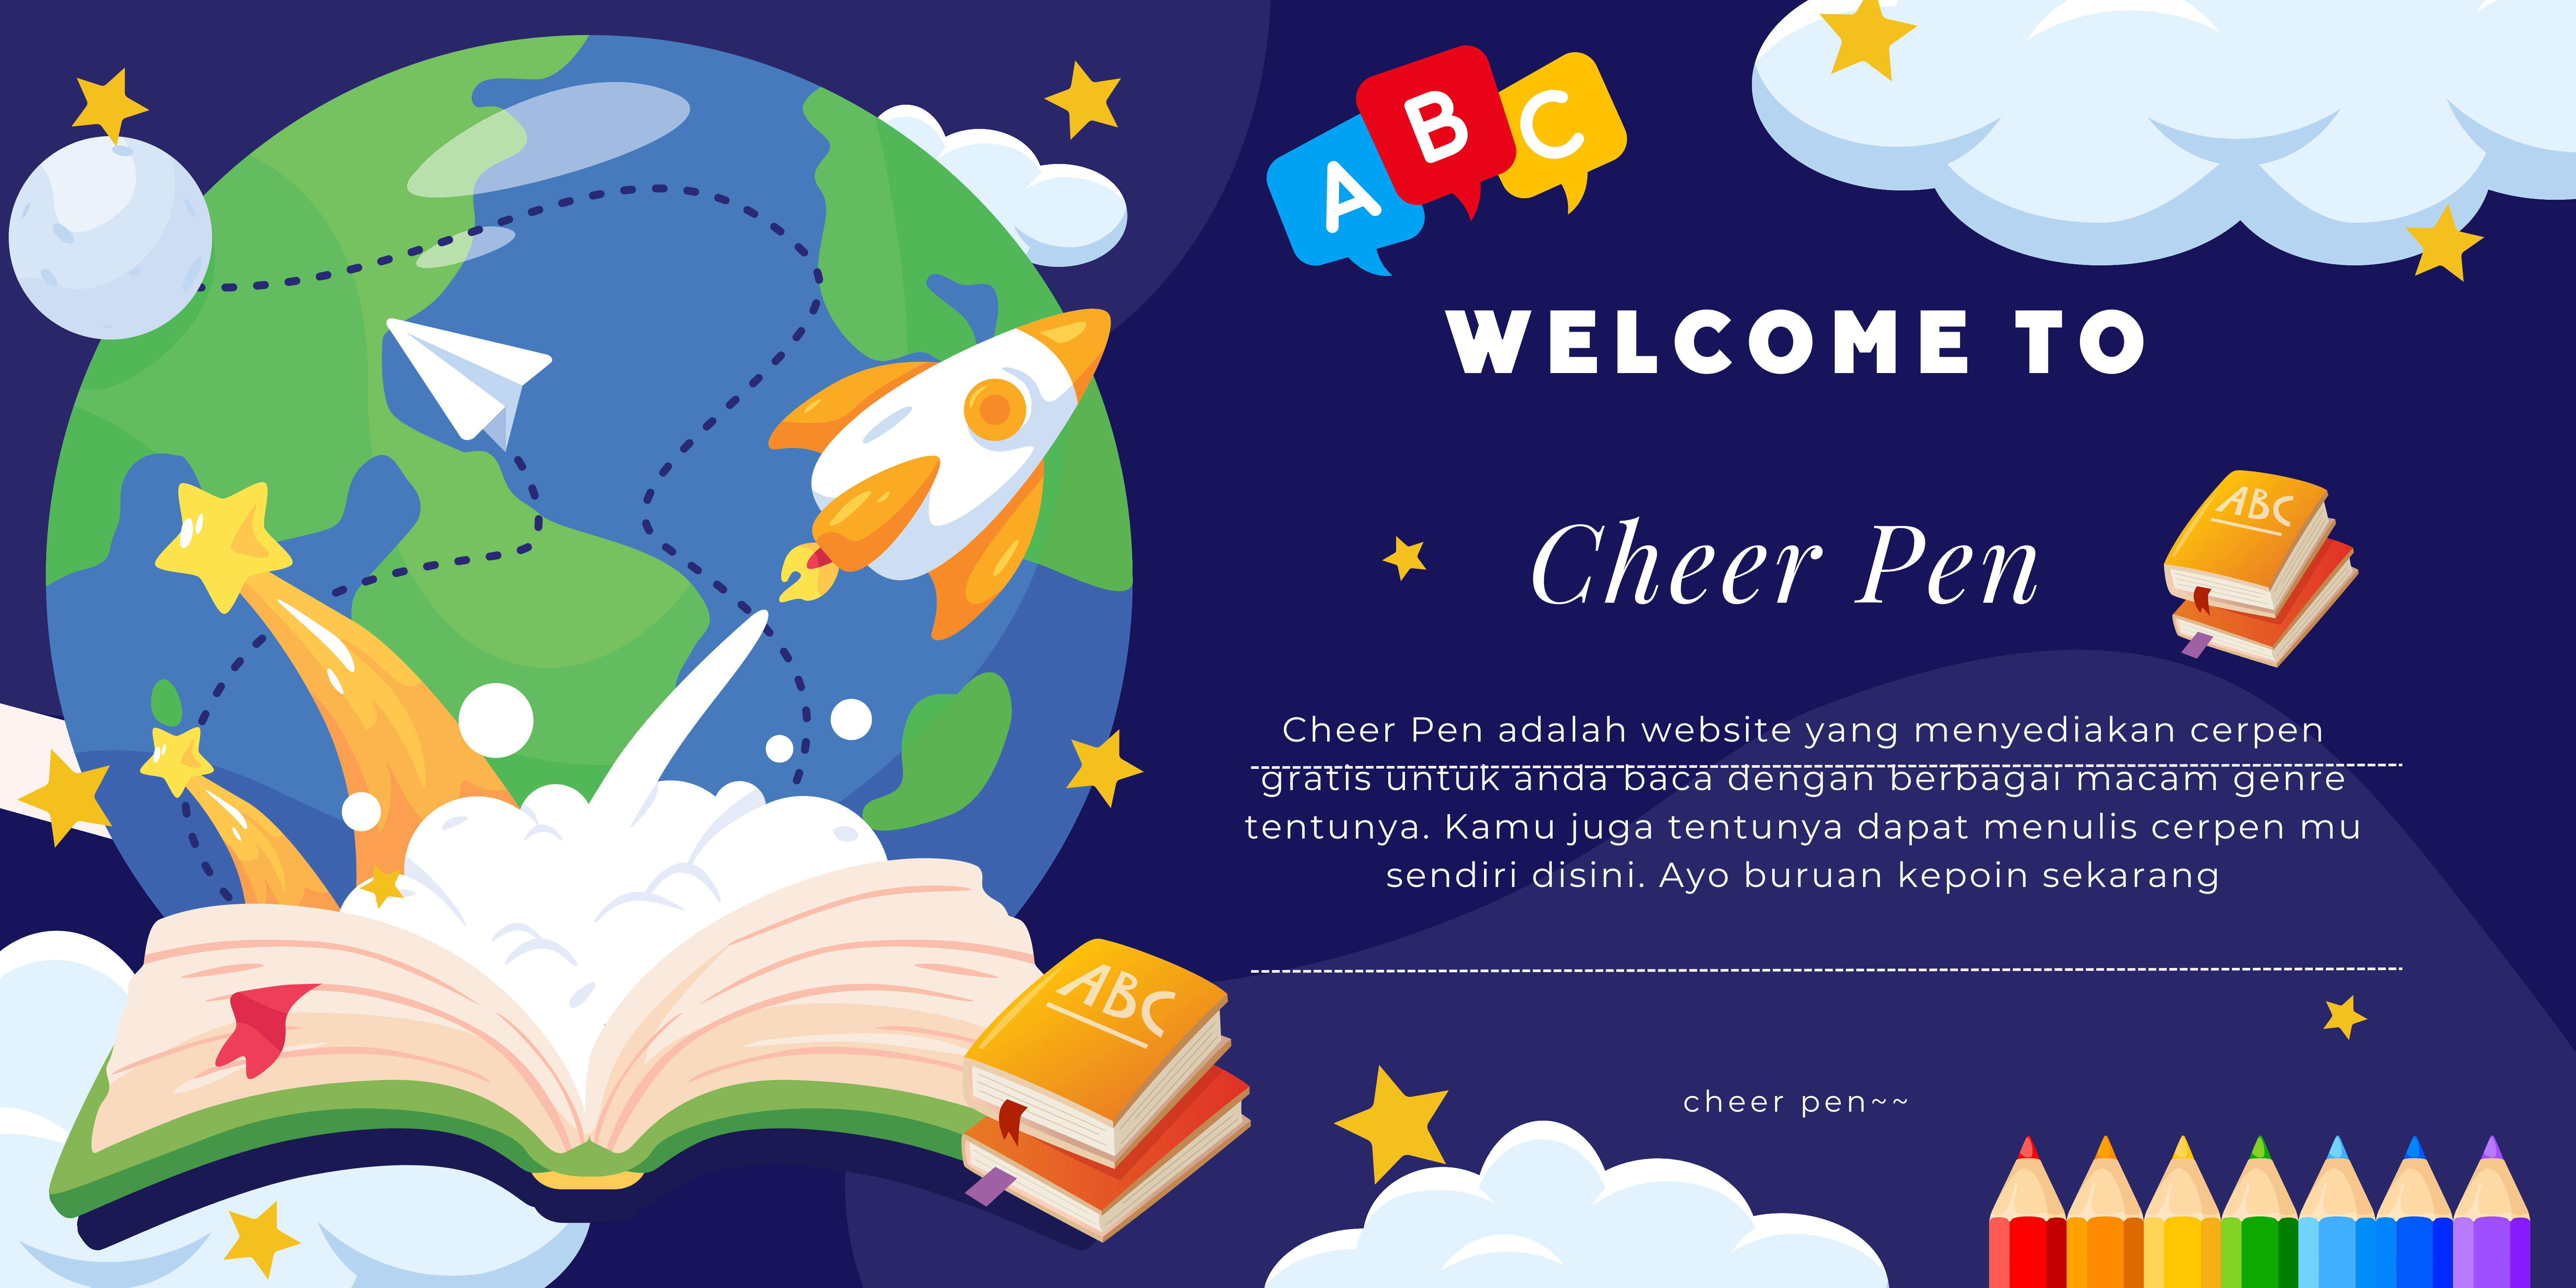 A B C
WELCOME TO
Cheer Pen
ABC
Cheer Pen adalah website yang menyediakan cerpen
gratis untuk anda baca dengan berbagai macam genre
tentunya. Kamu juga tentunya dapat menulis cerpen mu
sendiri disini. Ayo buruan kepoin sekarang
ABC
cheer pen~~